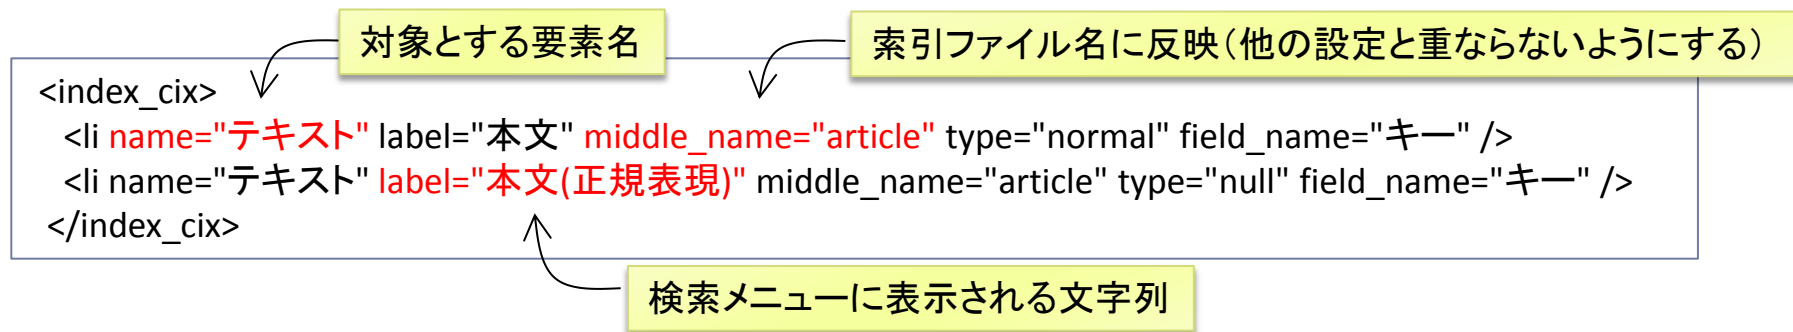 対象とする要素名
索引ファイル名に反映(他の設定と重ならないようにする)
<index_cix>
<li name="テキスト" label="本文" middle_name="article" type="normal" field_name="キー" />
<li name="テキスト" label="本文(正規表現)" middle_name="article" type="null" field_name="キー" />
</index_cix>
検索メニューに表示される文字列